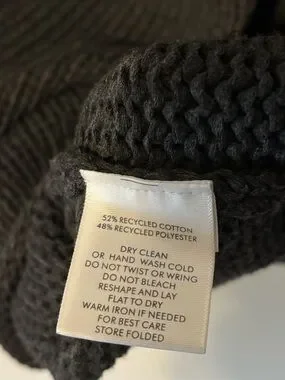 52% RECYCLED COTTON
48% RECYCLED POLYESTER
DRY CLEAN
OR HAND WASH COLD
DO NOT TWIST OR WRING
DO NOT BLEACH
RESHAPE AND LAY
FLAT TO DRY
WARM IRON IF NEEDED
FOR BEST CARE
STORE FOLDED